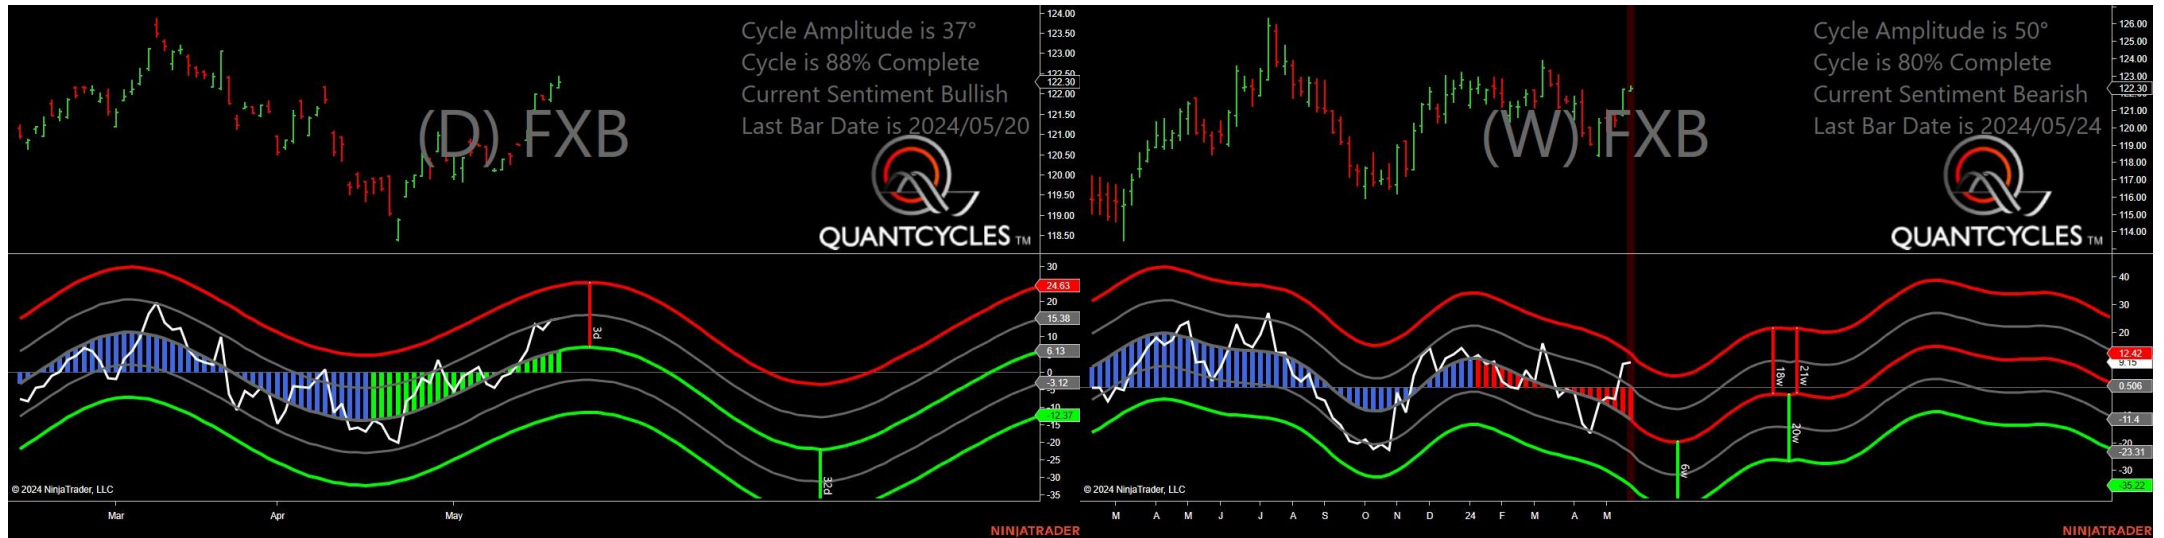 Cycle Amplitude is 37°
Cycle is 88% Complete
Current Sentiment Bullish
Last Bar Date is 2024/05/20
(D) FXB
QUANTCYCLES TM
124.00
123.50
123.00
122.50
122.30
122.00
121.50
121.00
120.50
120.00
119.50
119.00
118.50
30
24.63
20
15.38
10
6.13
0
-3.12
-12.37
-15
-20
-25
-30
-35
3d
32d
© 2024 NinjaTrader, LLC
Mar Apr May
NINJATRADER
Cycle Amplitude is 50°
Cycle is 80% Complete
Current Sentiment Bearish
Last Bar Date is 2024/05/24
(W) FXB
QUANTCYCLES TM
126.00
125.00
124.00
123.00
122.30
121.00
120.00
119.00
118.00
117.00
116.00
115.00
114.00
40
30
20
12.42
9.15
0.506
-11.4
-20
-23.31
-30
-35.22
6w
18w
21w
20w
© 2024 NinjaTrader, LLC
M A M J J A S O N D 24 F M A M
NINJATRADER